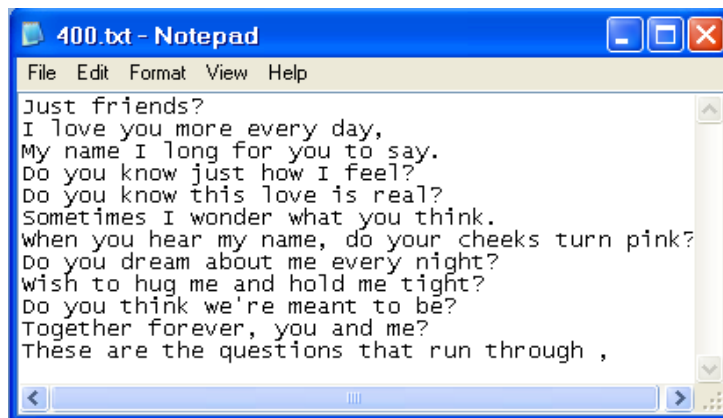 400.txt - Notepad
File Edit Format View Help
Just friends?
I love you more every day,
My name I long for you to say.
Do you know just how I feel?
Do you know this love is real?
Sometimes I wonder what you think.
When you hear my name, do your cheeks turn pink?
Do you dream about me every night?
Wish to hug me and hold me tight?
Do you think we're meant to be?
Together forever, you and me?
These are the questions that run through ,